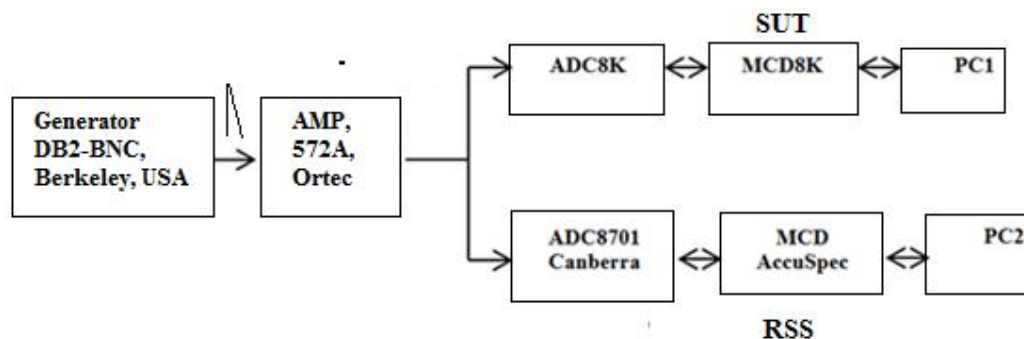 SUT
Generator
DB2-BNC,
Berkeley, USA
AMP,
572A,
Ortec
ADC8K
MCD8K
PC1
ADC8701
Canberra
MCD
AccuSpec
PC2
RSS